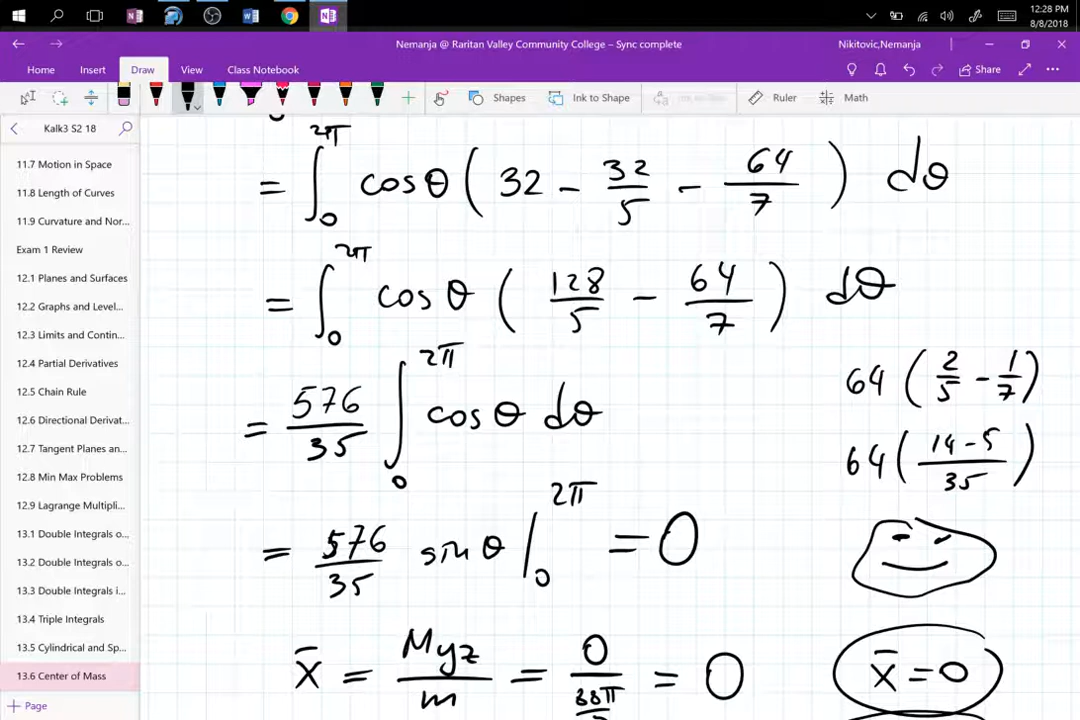 12:28 PM
8/8/2018
Nemanja @ Raritan Valley Community College – Sync complete
Nikitovic,Nemanja
Home Insert Draw View Class Notebook
Share
Shapes Ink to Shape Ruler Math
Kalk3 S2 18
11.7 Motion in Space
11.8 Length of Curves
11.9 Curvature and Nor...
Exam 1 Review
12.1 Planes and Surfaces
12.2 Graphs and Level...
12.3 Limits and Contin...
12.4 Partial Derivatives
12.5 Chain Rule
12.6 Directional Derivat...
12.7 Tangent Planes an...
12.8 Min Max Problems
12.9 Lagrange Multipli...
13.1 Double Integrals o...
13.2 Double Integrals o...
13.3 Double Integrals i...
13.4 Triple Integrals
13.5 Cylindrical and Sp...
13.6 Center of Mass
+ Page
= ∫_0^{2π} cosθ (32 − 32/5 − 64/7) dθ
= ∫_0^{2π} cosθ (128/5 − 64/7) dθ
64 (2/5 − 1/7)
= 576/35 ∫_0^{2π} cosθ dθ
64 ((14−5)/35)
= 576/35 sinθ |_0^{2π} = 0
x̄ = Myz/m = 0/ = 0
x̄ = 0